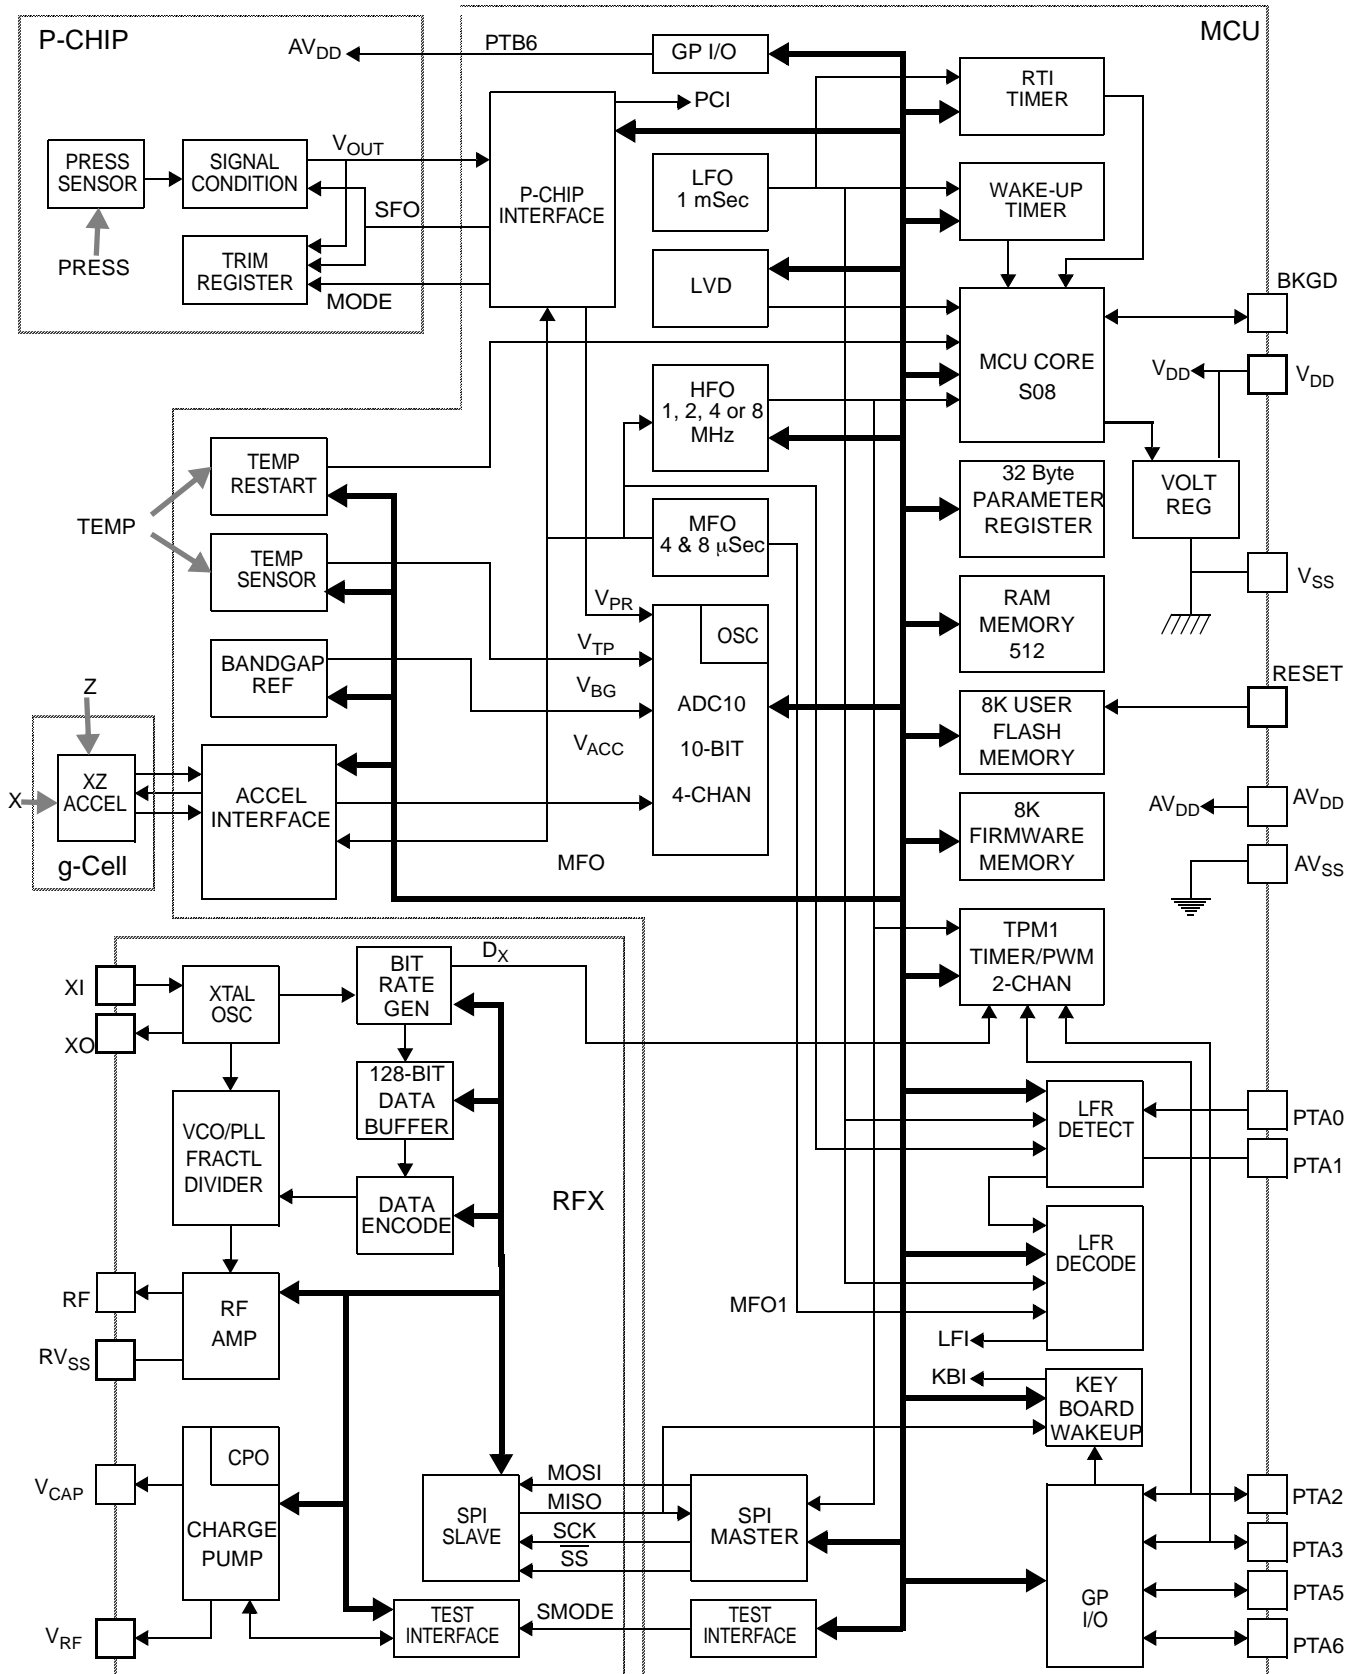 P-CHIP
MCU
AVDD
PTB6
GP I/O
RTI
TIMER
PCI
PRESS
SENSOR
SIGNAL
CONDITION
VOUT
P-CHIP
INTERFACE
LFO
1 mSec
WAKE-UP
TIMER
SFO
TRIM
REGISTER
PRESS
MODE
LVD
BKGD
MCU CORE
S08
VDD
VDD
HFO
1, 2, 4 or 8
MHz
TEMP
RESTART
32 Byte
PARAMETER
REGISTER
VOLT
REG
TEMP
MFO
4 & 8 μSec
TEMP
SENSOR
VSS
VPR
OSC
RAM
MEMORY
512
VTP
BANDGAP
REF
VBG
RESET
Z
ADC10
10-BIT
4-CHAN
8K USER
FLASH
MEMORY
VACC
XZ
ACCEL
X
ACCEL
INTERFACE
AVDD
AVDD
8K
FIRMWARE
MEMORY
g-Cell
MFO
AVSS
TPM1
TIMER/PWM
2-CHAN
DX
BIT
RATE
GEN
XI
XTAL
OSC
XO
128-BIT
DATA
BUFFER
LFR
DETECT
PTA0
VCO/PLL
FRACTL
DIVIDER
PTA1
DATA
ENCODE
RFX
LFR
DECODE
RF
RF
AMP
MFO1
LFI
RVSS
KBI
KEY
BOARD
WAKEUP
CPO
VCAP
CHARGE
PUMP
SPI
SLAVE
MOSI
MISO
SCK
SS
SPI
MASTER
PTA2
PTA3
GP
I/O
PTA5
TEST
INTERFACE
SMODE
TEST
INTERFACE
VRF
PTA6